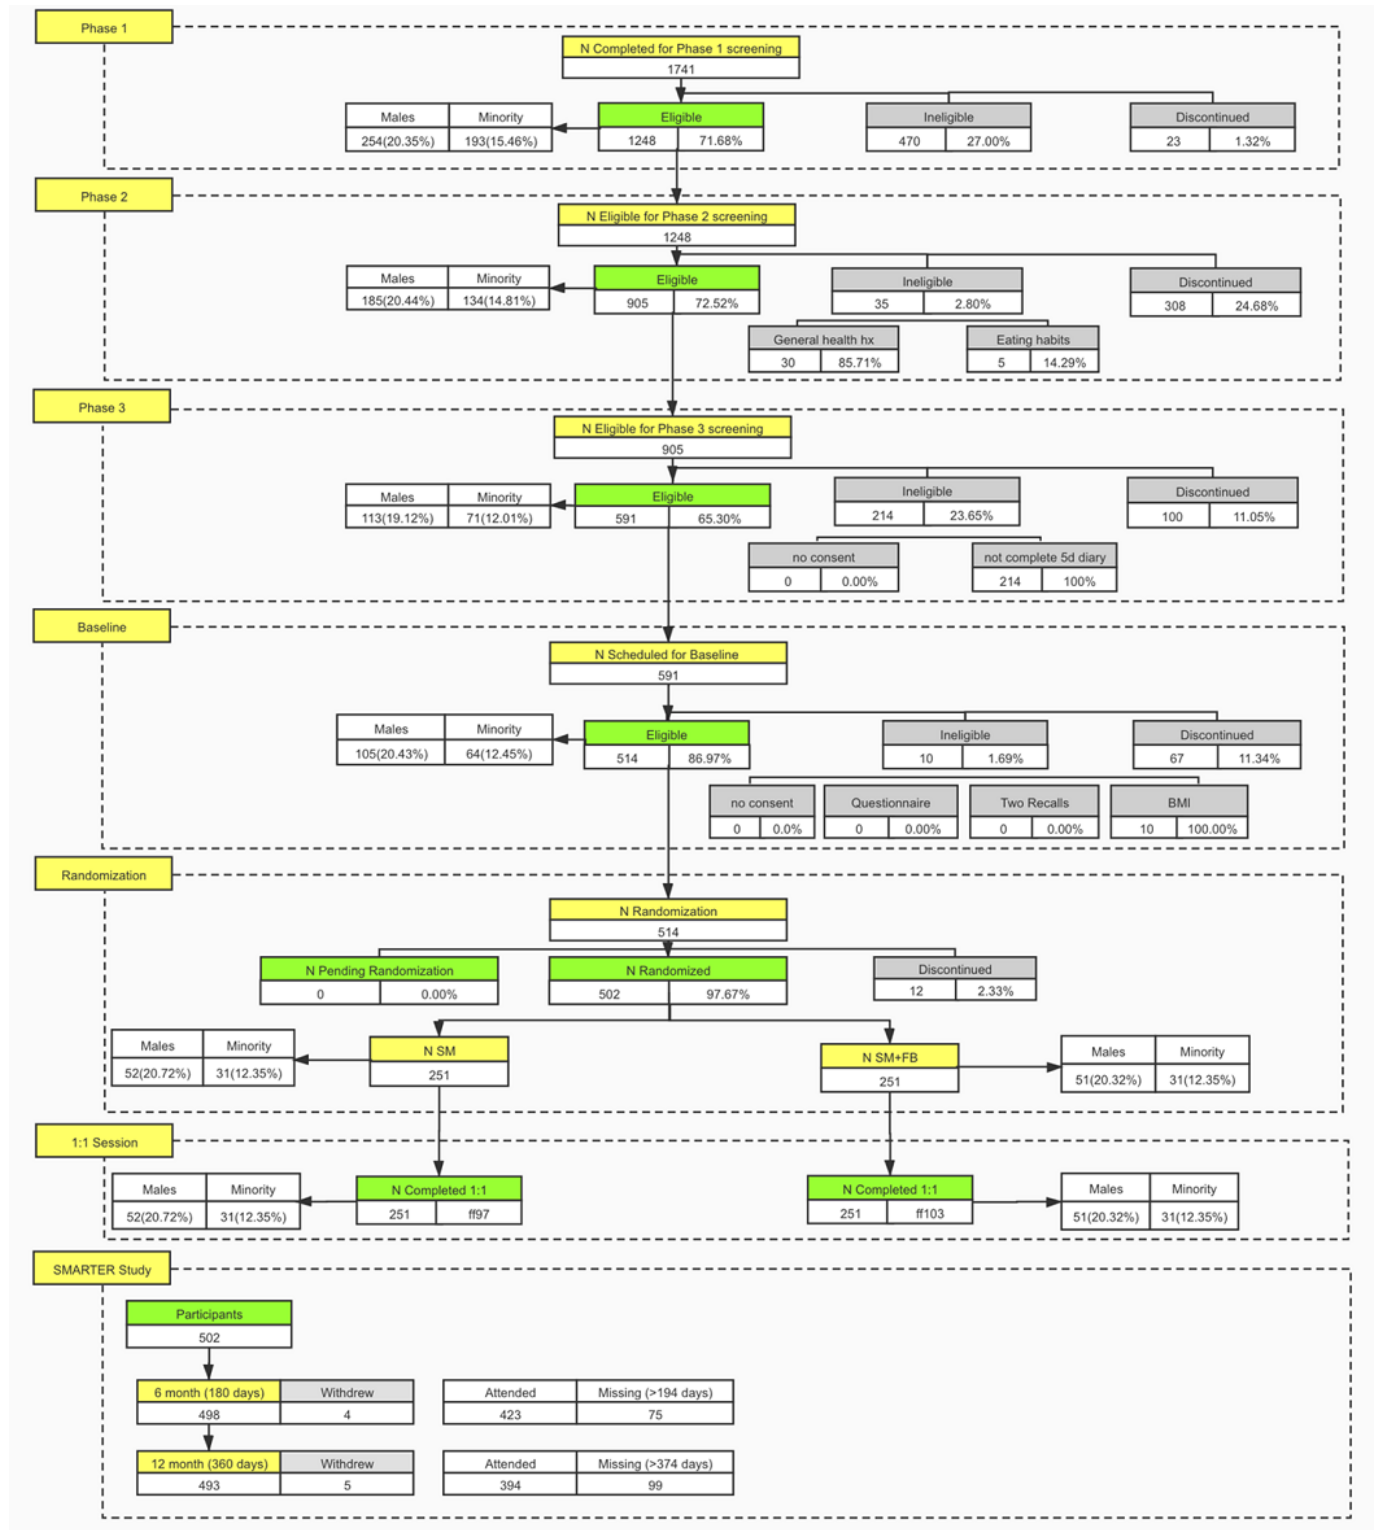 Phase 1
N Completed for Phase 1 screening
1741
Males Minority Eligible Ineligible Discontinued
254(20.35%) 193(15.46%) 1248 71.68% 470 27.00% 23 1.32%
Phase 2
N Eligible for Phase 2 screening
1248
Males Minority Eligible Ineligible Discontinued
185(20.44%) 134(14.81%) 905 72.52% 35 2.80% 308 24.68%
General health hx Eating habits
30 85.71% 5 14.29%
Phase 3
N Eligible for Phase 3 screening
905
Males Minority Eligible Ineligible Discontinued
113(19.12%) 71(12.01%) 591 65.30% 214 23.65% 100 11.05%
no consent not complete 5d diary
0 0.00% 214 100%
Baseline
N Scheduled for Baseline
591
Males Minority Eligible Ineligible Discontinued
105(20.43%) 64(12.45%) 514 86.97% 10 1.69% 67 11.34%
no consent Questionnaire Two Recalls BMI
0 0.0% 0 0.00% 0 0.00% 10 100.00%
Randomization
N Randomization
514
N Pending Randomization N Randomized Discontinued
0 0.00% 502 97.67% 12 2.33%
Males Minority N SM N SM+FB Males Minority
52(20.72%) 31(12.35%) 251 251 51(20.32%) 31(12.35%)
1:1 Session
Males Minority N Completed 1:1 N Completed 1:1 Males Minority
52(20.72%) 31(12.35%) 251 ff97 251 ff103 51(20.32%) 31(12.35%)
SMARTER Study
Participants
502
6 month (180 days) Withdrew Attended Missing (>194 days)
498 4 423 75
12 month (360 days) Withdrew Attended Missing (>374 days)
493 5 394 99